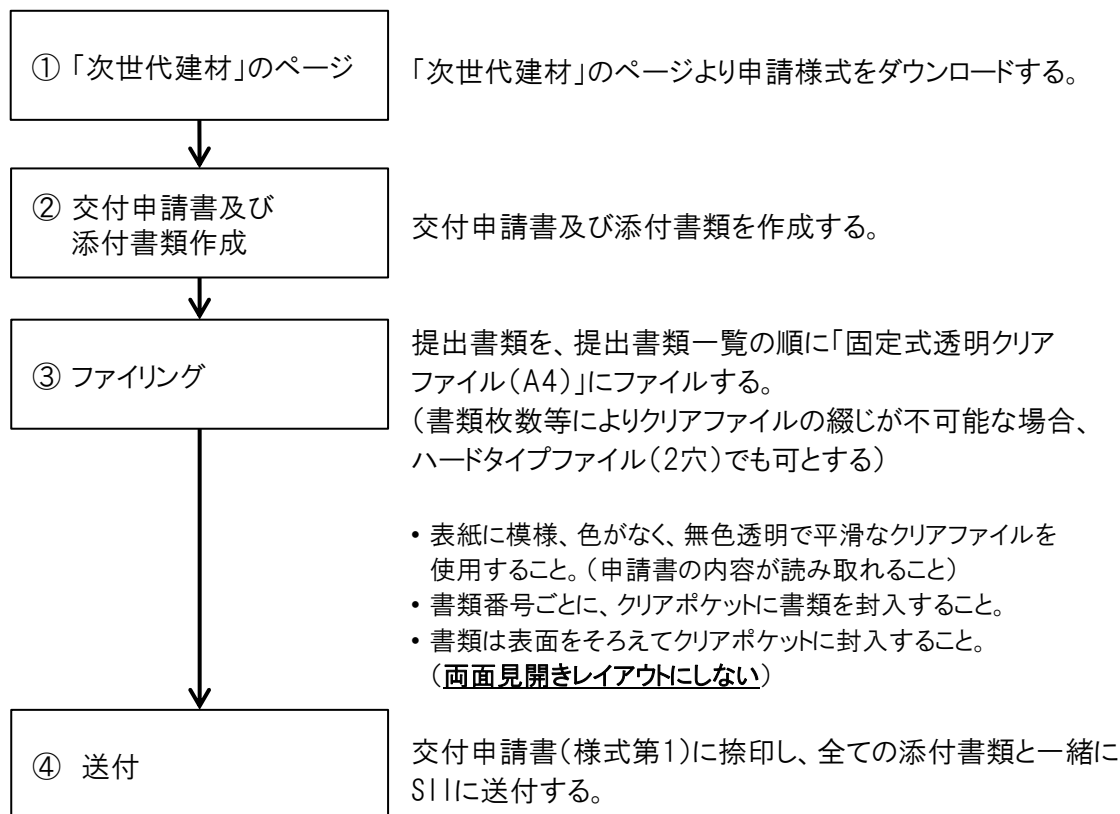 ① 「次世代建材」のページ
「次世代建材」のページより申請様式をダウンロードする。
② 交付申請書及び
添付書類作成
交付申請書及び添付書類を作成する。
③ ファイリング
提出書類を、提出書類一覧の順に「固定式透明クリア
ファイル(A4)」にファイルする。
(書類枚数等によりクリアファイルの綴じが不可能な場合、
ハードタイプファイル(2穴)でも可とする)
• 表紙に模様、色がなく、無色透明で平滑なクリアファイルを
使用すること。(申請書の内容が読み取れること)
• 書類番号ごとに、クリアポケットに書類を封入すること。
• 書類は表面をそろえてクリアポケットに封入すること。
(両面見開きレイアウトにしない)
④ 送付
交付申請書(様式第1)に捺印し、全ての添付書類と一緒に
SIIに送付する。